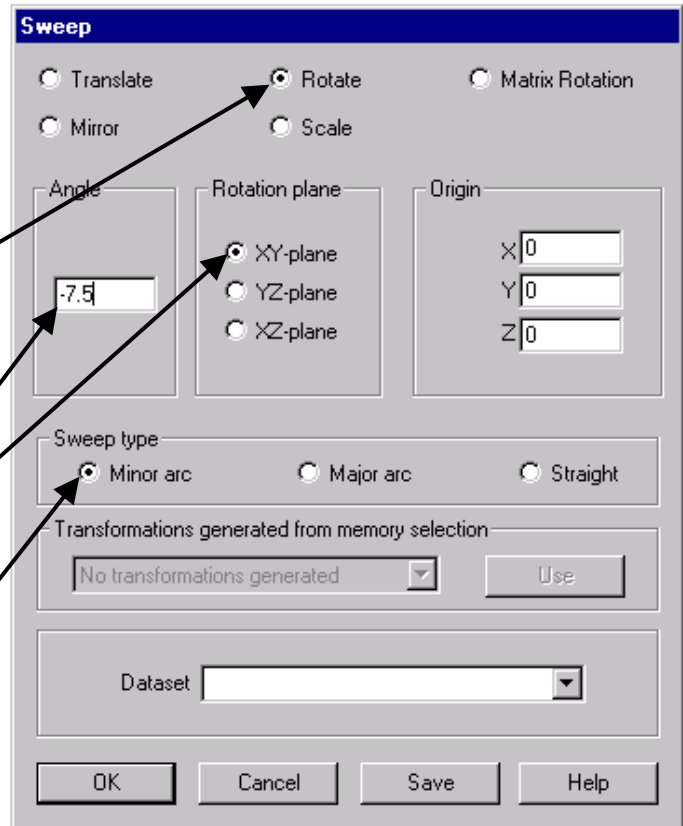 Sweep
Translate Rotate Matrix Rotation
Mirror Scale
Angle Rotation plane Origin
XY-plane X 0
-7.5 YZ-plane Y 0
XZ-plane Z 0
Sweep type
Minor arc Major arc Straight
Transformations generated from memory selection
No transformations generated Use
Dataset
OK Cancel Save Help